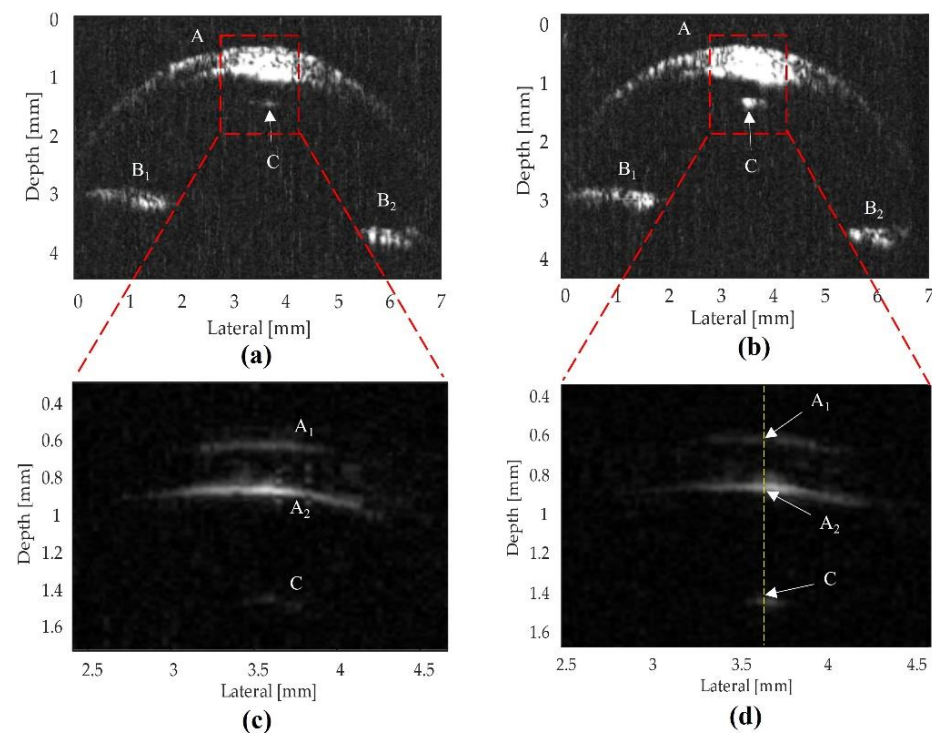 0
1
2
3
4
Depth [mm]
A
C
B₁
B₂
0 1 2 3 4 5 6 7
Lateral [mm]
(a)
0
1
2
3
4
Depth [mm]
A
C
B₁
B₂
0 1 2 3 4 5 6 7
Lateral [mm]
(b)
0.4
0.6
0.8
1
1.2
1.4
1.6
Depth [mm]
A₁
A₂
C
2.5 3 3.5 4 4.5
Lateral [mm]
(c)
0.4
0.6
0.8
1
1.2
1.4
1.6
Depth [mm]
A₁
A₂
C
2.5 3 3.5 4 4.5
Lateral [mm]
(d)